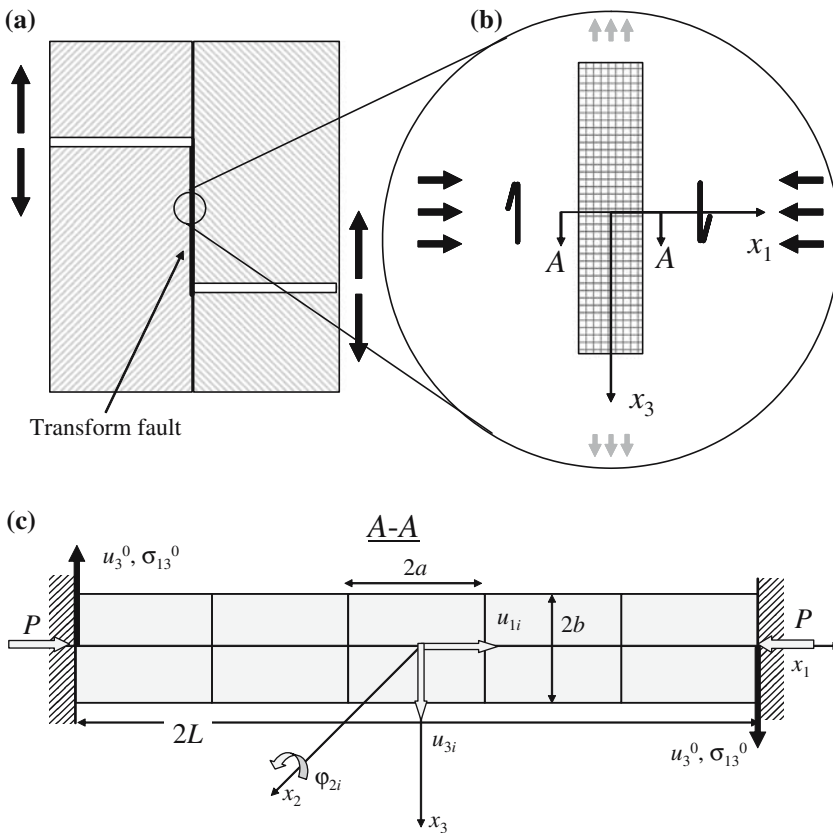 (a)
(b)
A
A
x₁
x₃
Transform fault
(c)
A-A
u₃⁰, σ₁₃⁰
2a
P
u₁ᵢ
2b
P
x₁
2L
u₃ᵢ
u₃⁰, σ₁₃⁰
φ₂ᵢ
x₂
x₃